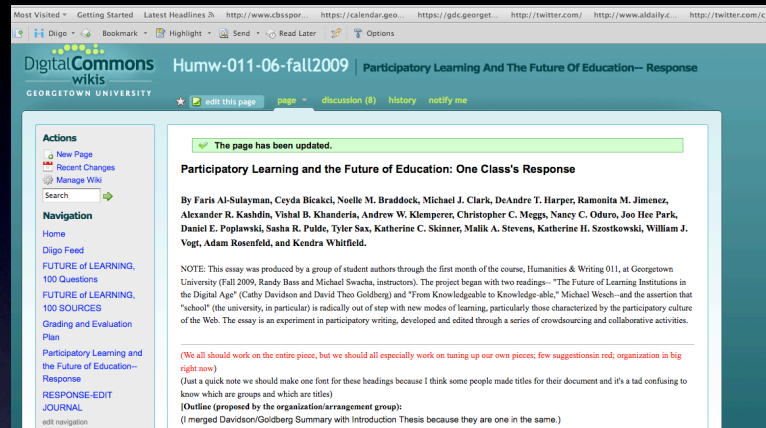 Most Visited Getting Started Latest Headlines http://www.cbsspor... https://calendar.geo... https://gdc.georget... http://twitter.com/ http://www.aldaily.c... http://twitter.com/c
Diigo Bookmark Highlight Send Read Later Options
DigitalCommons
wikis
GEORGETOWN UNIVERSITY
Humw-011-06-fall2009 | Participatory Learning And The Future Of Education-- Response
edit this page page discussion (8) history notify me
Actions
New Page
Recent Changes
Manage Wiki
Search
Navigation
Home
Diigo Feed
FUTURE of LEARNING,
100 Questions
FUTURE of LEARNING,
100 SOURCES
Grading and Evaluation
Plan
Participatory Learning and
the Future of Education--
Response
RESPONSE-EDIT
JOURNAL
edit navigation
The page has been updated.
Participatory Learning and the Future of Education: One Class's Response
By Faris Al-Sulayman, Ceyda Bicakci, Noelle M. Braddock, Michael J. Clark, DeAndre T. Harper, Ramonita M. Jimenez,
Alexander R. Kashdin, Vishal B. Khanderia, Andrew W. Klemperer, Christopher C. Meggs, Nancy C. Oduro, Joo Hee Park,
Daniel E. Poplawski, Sasha R. Pulde, Tyler Sax, Katherine C. Skinner, Malik A. Stevens, Katherine H. Szostkowski, William J.
Vogt, Adam Rosenfeld, and Kendra Whitfield.
NOTE: This essay was produced by a group of student authors through the first month of the course, Humanities & Writing 011, at Georgetown
University (Fall 2009, Randy Bass and Michael Swacha, instructors). The project began with two readings-- "The Future of Learning Institutions in
the Digital Age" (Cathy Davidson and David Theo Goldberg) and "From Knowledgeable to Knowledge-able," Michael Wesch--and the assertion that
"school" (the university, in particular) is radically out of step with new modes of learning, particularly those characterized by the participatory culture
of the Web. The essay is an experiment in participatory writing, developed and edited through a series of crowdsourcing and collaborative activities.
(We all should work on the entire piece, but we should all especially work on tuning up our own pieces; few suggestionsin red; organization in big
right now)
(Just a quick note we should make one font for these headings because I think some people made titles for their document and it's a tad confusing to
know which are groups and which are titles)
[Outline (proposed by the organization/arrangement group):
(I merged Davidson/Goldberg Summary with Introduction Thesis because they are one in the same.)